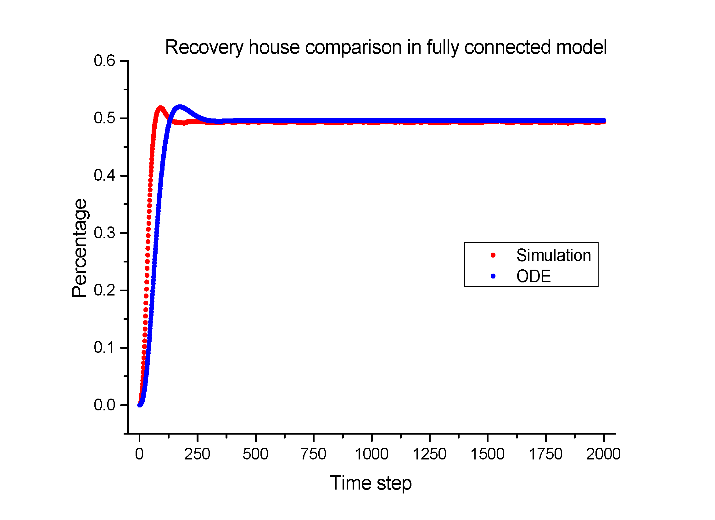 Recovery house comparison in fully connected model
0.6
0.5
0.4
0.3
0.2
0.1
0.0
Percentage
Simulation
ODE
0 250 500 750 1000 1250 1500 1750 2000
Time step